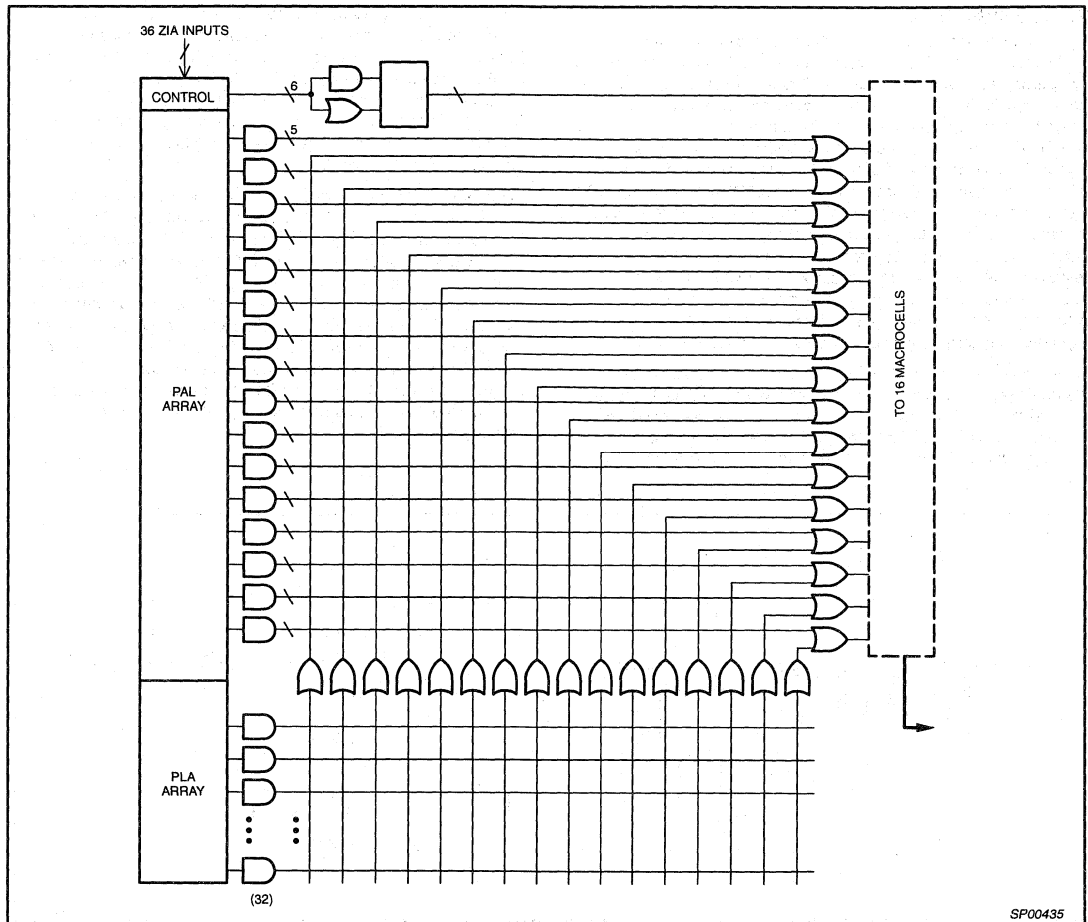 36 ZIA INPUTS
CONTROL
6
5
PAL
ARRAY
TO 16 MACROCELLS
PLA
ARRAY
(32)
SP00435